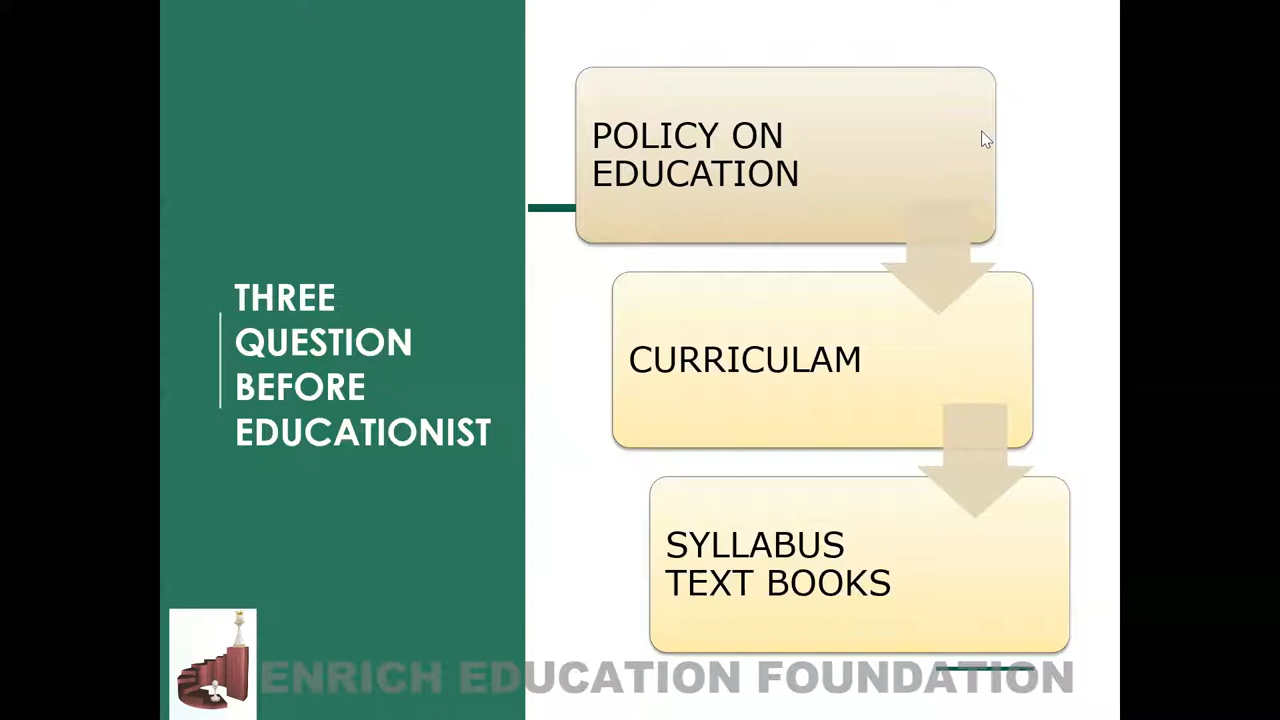 THREE
QUESTION
BEFORE
EDUCATIONIST
POLICY ON
EDUCATION
CURRICULAM
SYLLABUS
TEXT BOOKS
ENRICH EDUCATION FOUNDATION